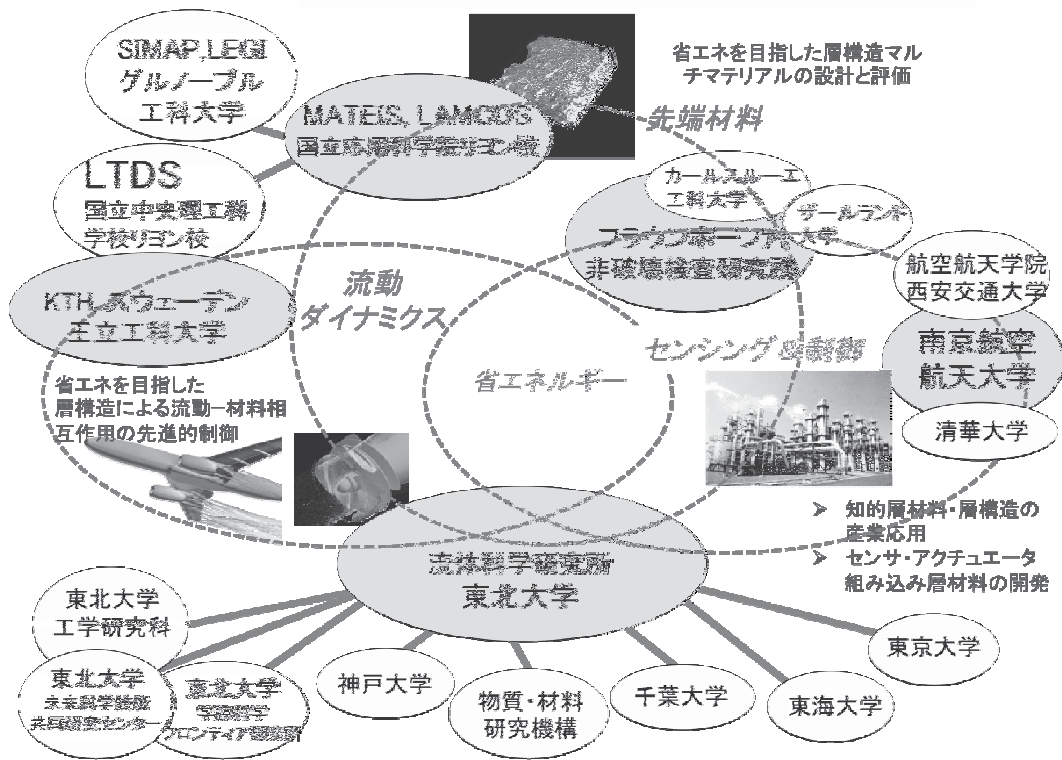 SIMAP,LEGI
グルノーブル
工科大学
MATEIS, LAMCOS
国立応用科学院リヨン校
LTDS
国立中央理工科
学校リヨン校
KTH スウェーデン
王立工科大学
省エネを目指した層構造マル
チマテリアルの設計と評価
先端材料
カールスルーエ
工科大学
ザールラント
大学
フラウンホーファー
非破壊検査研究所
航空航天学院
西安交通大学
南京航空
航天大学
清華大学
流動
ダイナミクス
センシング
制御
省エネルギー
省エネを目指した
層構造による流動ー材料相
互作用の先進的制御
➢ 知的層材料・層構造の
産業応用
➢ センサ・アクチュエータ
組み込み層材料の開発
流体科学研究所
東北大学
東北大学
工学研究科
東北大学
未来科学技術
共同研究センター
東北大学
フロンティア研究所
神戸大学
物質・材料
研究機構
千葉大学
東海大学
東京大学